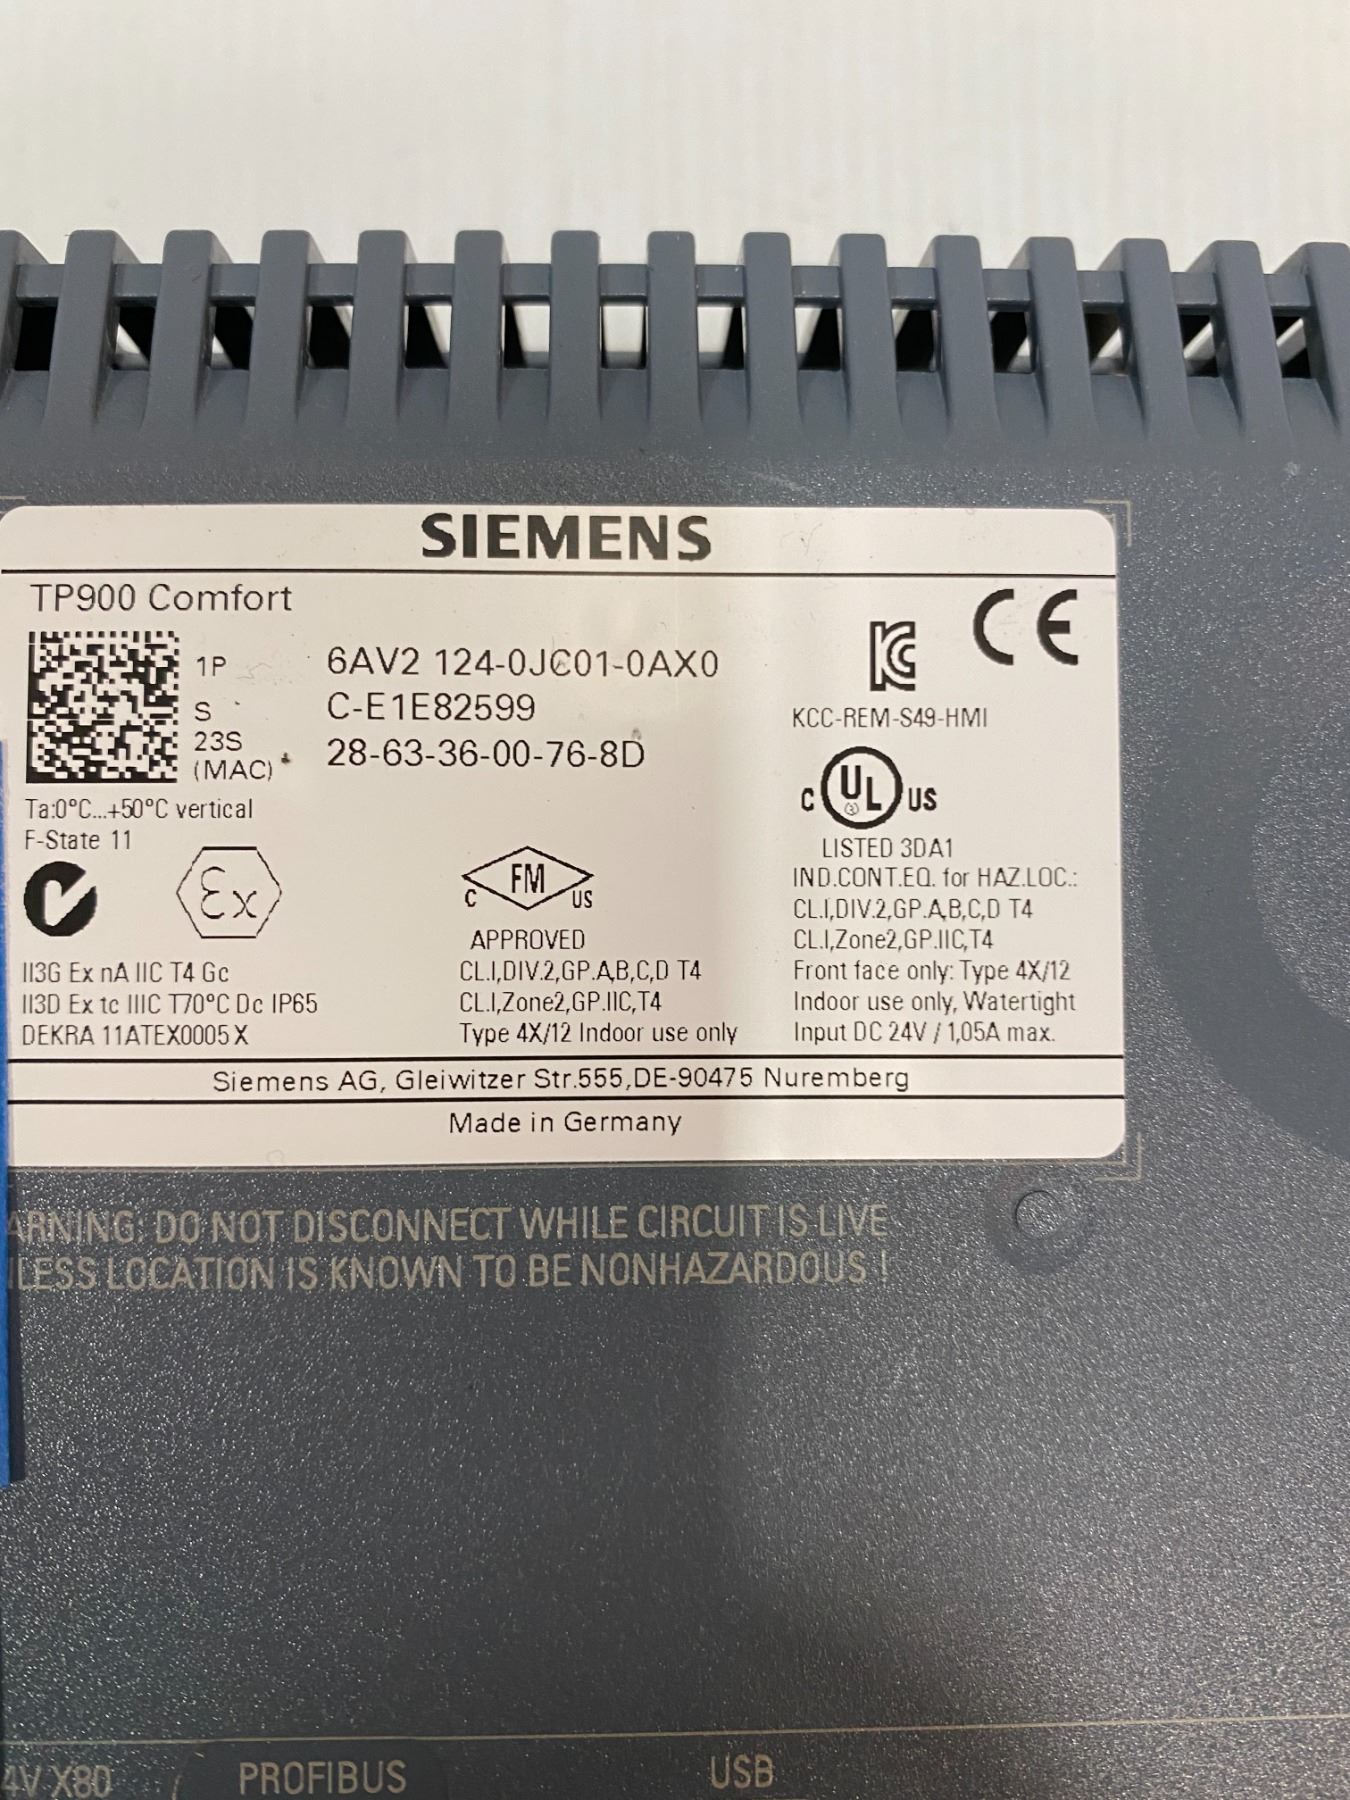 SIEMENS
TP900 Comfort
1P 6AV2 124-0JC01-0AX0
S C-E1E82599
23S
(MAC) 28-63-36-00-76-8D
Ta:0°C...+50°C vertical
F-State 11
CE
KCC-REM-S49-HMI
C UL US
LISTED 3DA1
IND.CONT.EQ. for HAZ.LOC.:
CL.I,DIV.2,GP.A,B,C,D T4
CL.I,Zone2,GP.IIC,T4
Front face only: Type 4X/12
Indoor use only, Watertight
Input DC 24V / 1,05A max.
Ex
II3G Ex nA IIC T4 Gc
II3D Ex tc IIIC T70°C Dc IP65
DEKRA 11ATEX0005 X
C FM US
APPROVED
CL.I,DIV.2,GP.A,B,C,D T4
CL.I,Zone2,GP.IIC,T4
Type 4X/12 Indoor use only
Siemens AG, Gleiwitzer Str.555,DE-90475 Nuremberg
Made in Germany
ARNING: DO NOT DISCONNECT WHILE CIRCUIT IS LIVE
LESS LOCATION IS KNOWN TO BE NONHAZARDOUS !
4V X80 PROFIBUS USB